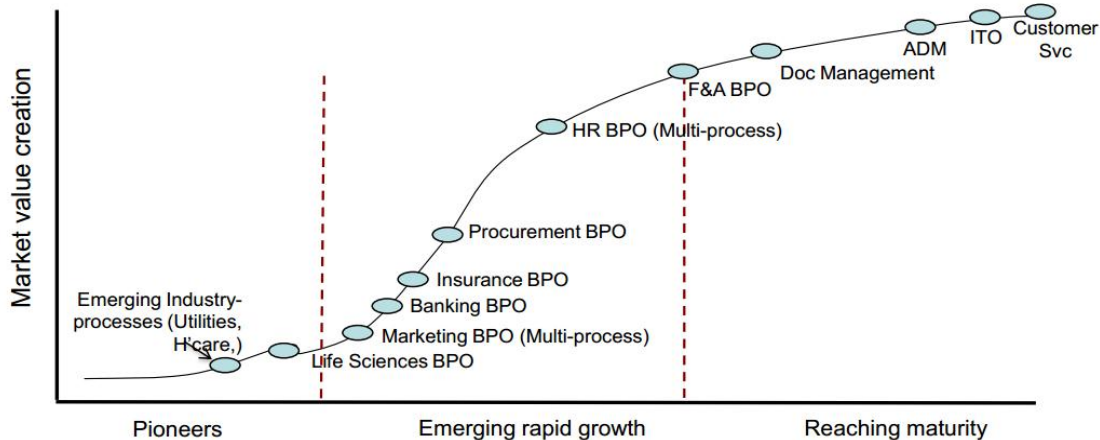 Market value creation
Customer
Svc
ITO
ADM
Doc Management
F&A BPO
HR BPO (Multi-process)
Procurement BPO
Insurance BPO
Banking BPO
Marketing BPO (Multi-process)
Life Sciences BPO
Emerging Industry-
processes (Utilities,
H'care,)
Pioneers
Emerging rapid growth
Reaching maturity